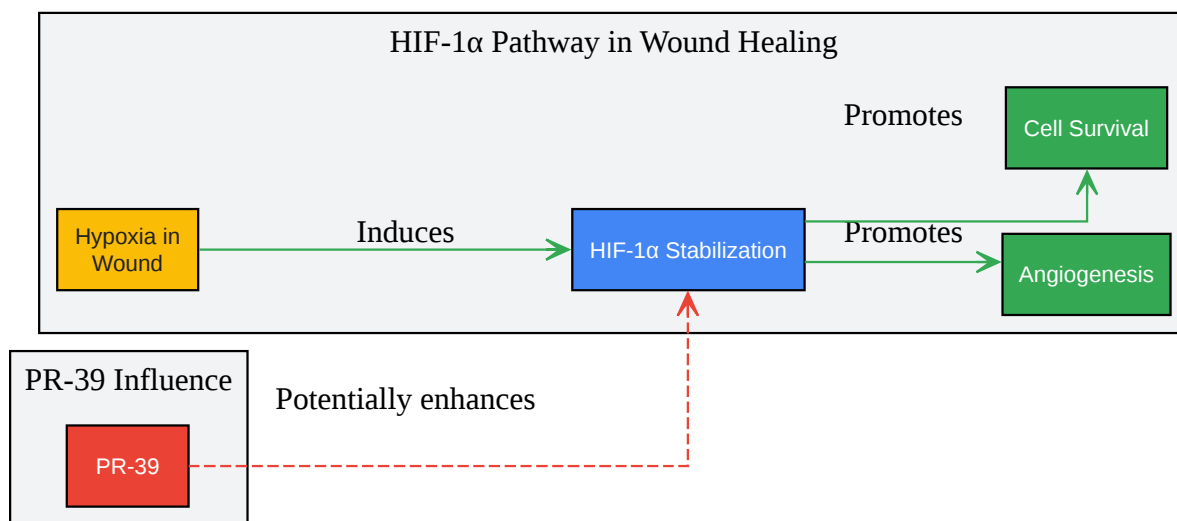 HIF-1α Pathway in Wound Healing
Promotes
Cell Survival
Hypoxia in
Wound
Induces
HIF-1α Stabilization
Promotes
Angiogenesis
PR-39 Influence
Potentially enhances
PR-39